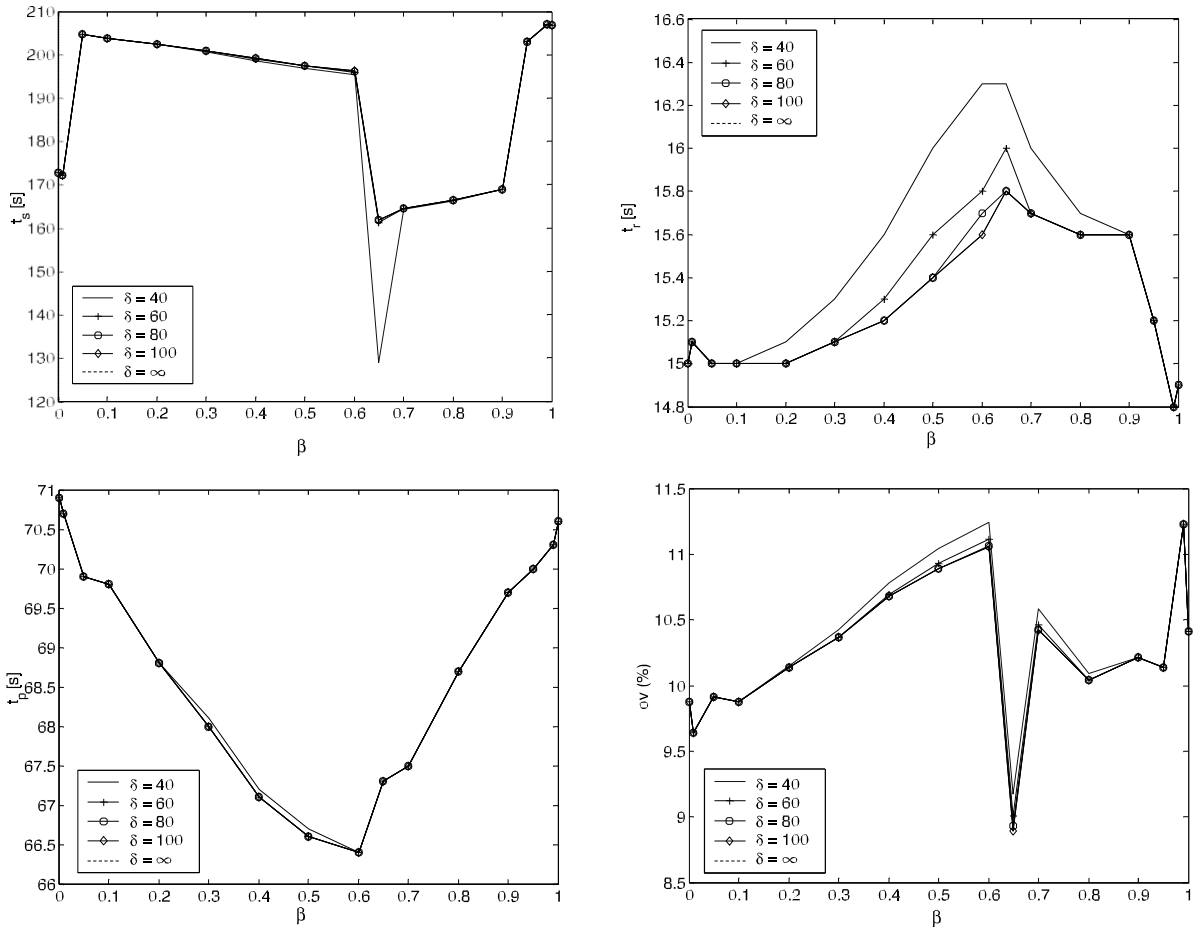 210
200
190
180
170
160
150
140
130
120
t_s [s]
δ = 40
δ = 60
δ = 80
δ = 100
δ = ∞
0 0.1 0.2 0.3 0.4 0.5 0.6 0.7 0.8 0.9 1
β
16.6
16.4
16.2
16
15.8
15.6
15.4
15.2
15
14.8
t_r [s]
δ = 40
δ = 60
δ = 80
δ = 100
δ = ∞
0 0.1 0.2 0.3 0.4 0.5 0.6 0.7 0.8 0.9 1
β
71
70.5
70
69.5
69
68.5
68
67.5
67
66.5
66
t_p [s]
δ = 40
δ = 60
δ = 80
δ = 100
δ = ∞
0 0.1 0.2 0.3 0.4 0.5 0.6 0.7 0.8 0.9 1
β
11.5
11
10.5
10
9.5
9
8.5
ov (%)
δ = 40
δ = 60
δ = 80
δ = 100
δ = ∞
0 0.1 0.2 0.3 0.4 0.5 0.6 0.7 0.8 0.9 1
β